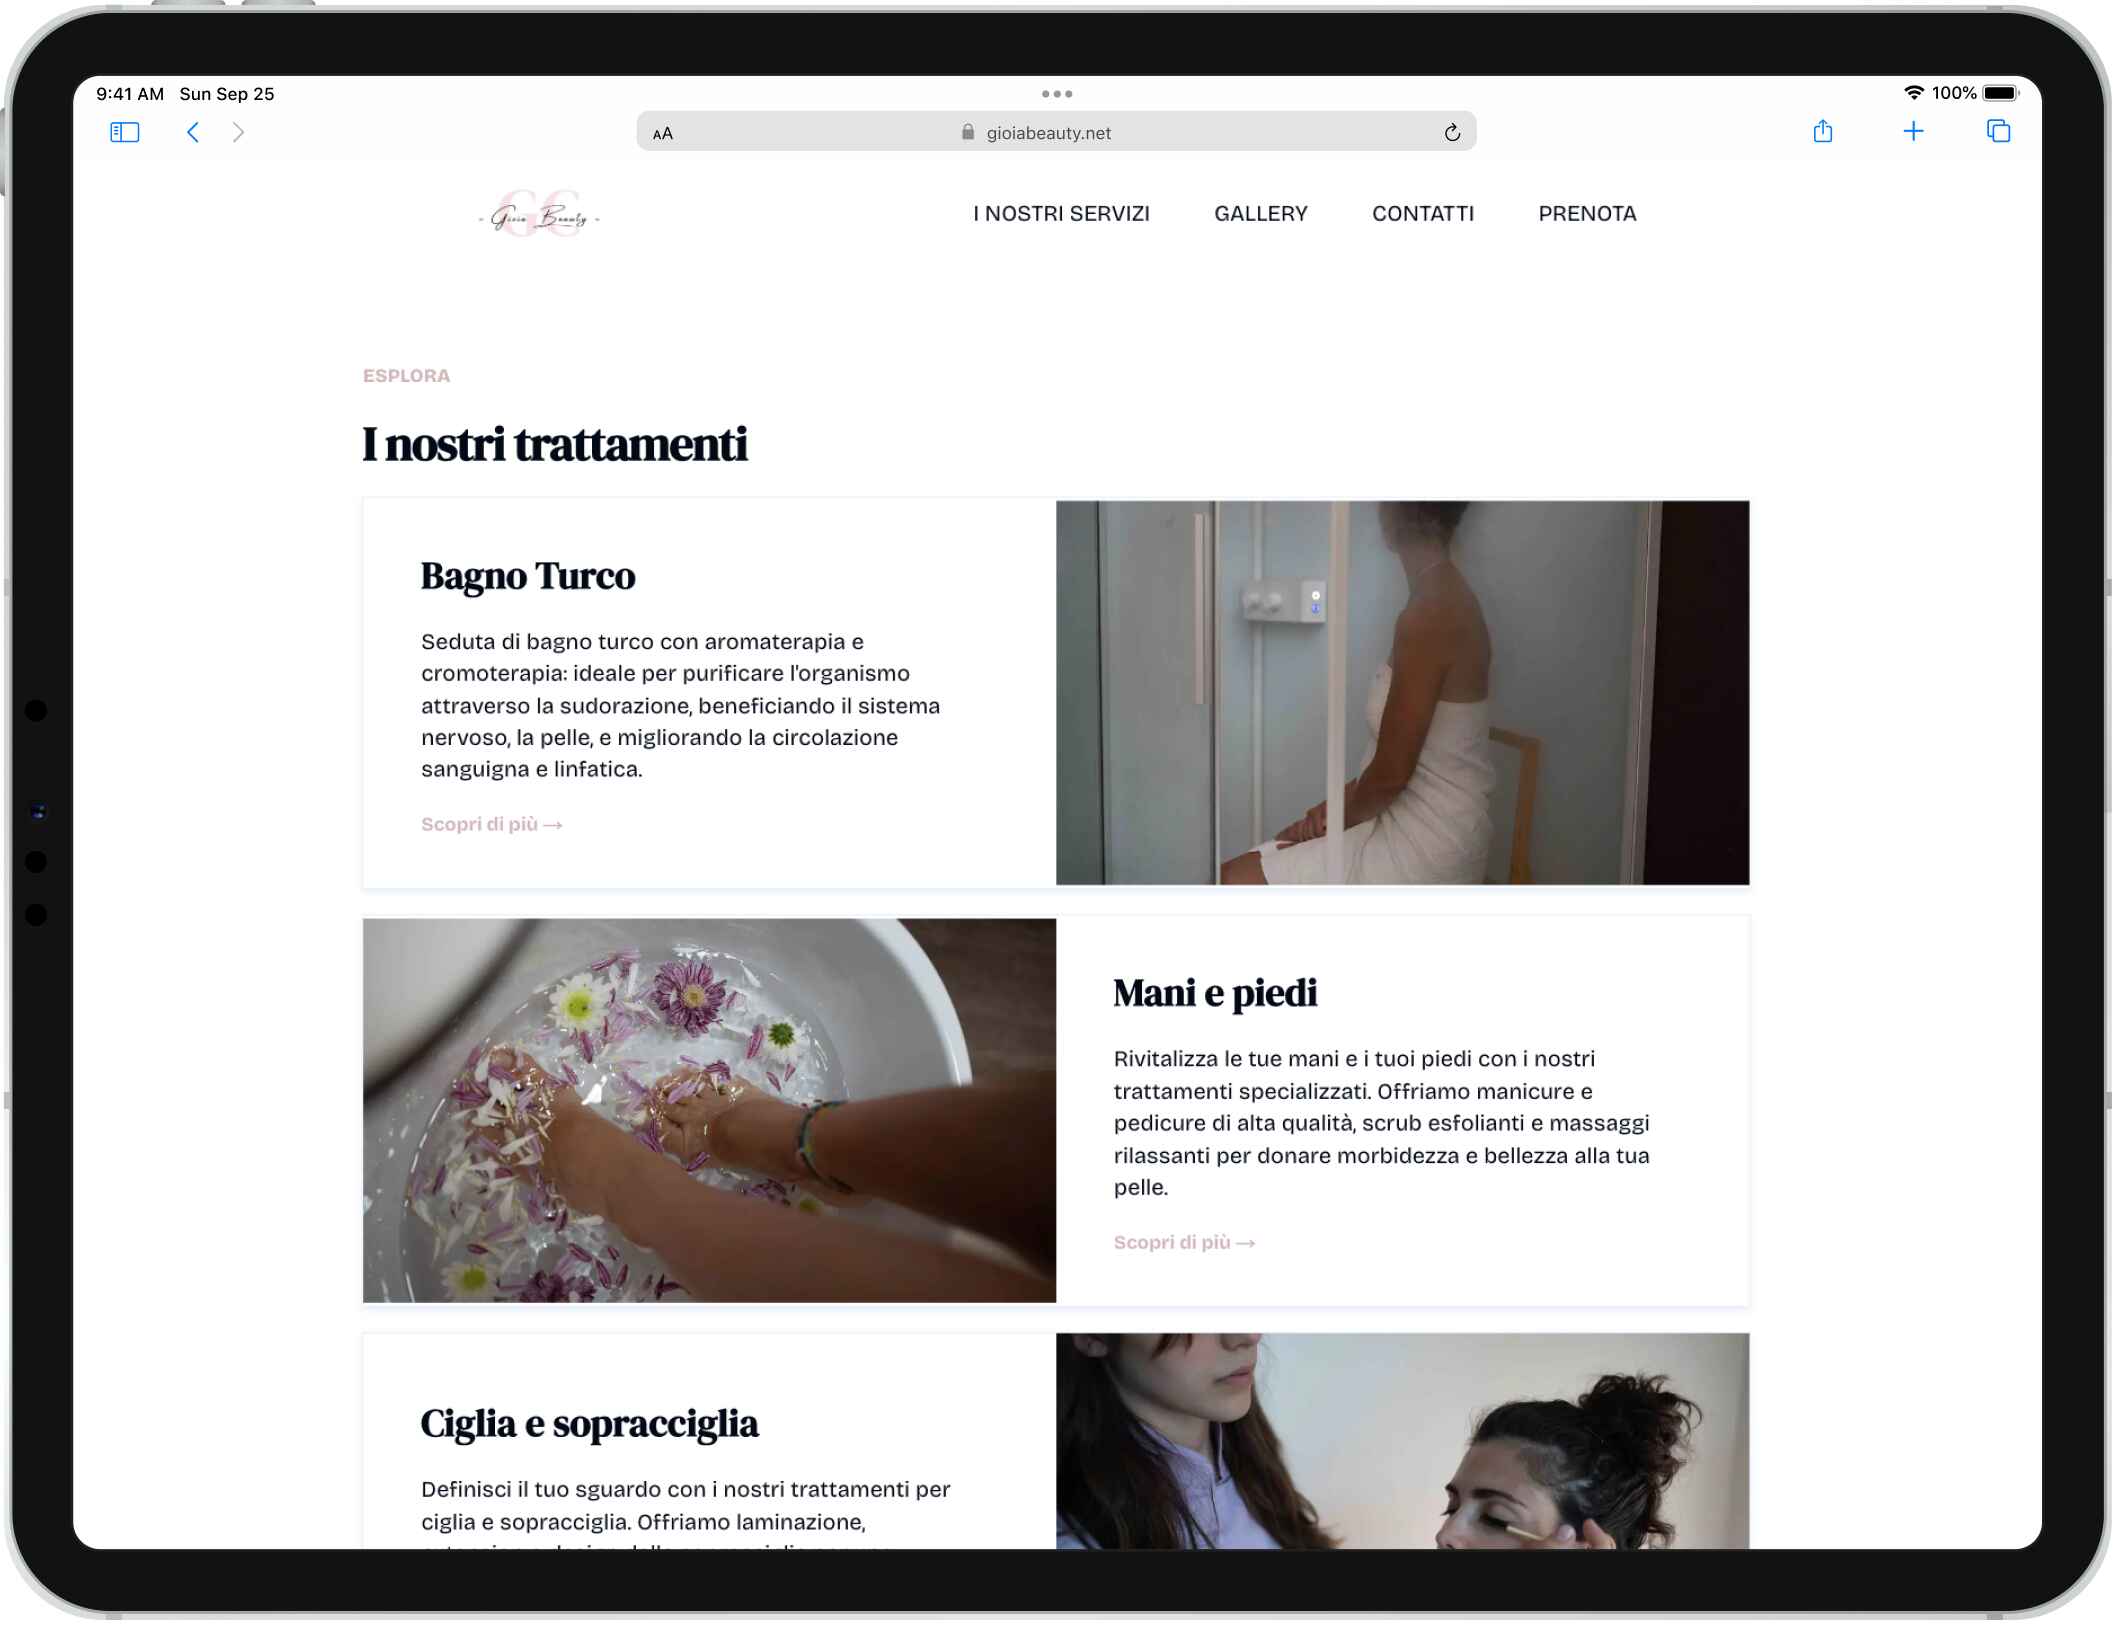 9:41 AM Sun Sep 25
100%
AA
gioiabeauty.net
GC
- Gioia Beauty -
I NOSTRI SERVIZI
GALLERY
CONTATTI
PRENOTA
ESPLORA
I nostri trattamenti
Bagno Turco
Seduta di bagno turco con aromaterapia e
cromoterapia: ideale per purificare l'organismo
attraverso la sudorazione, beneficiando il sistema
nervoso, la pelle, e migliorando la circolazione
sanguigna e linfatica.
Scopri di più →
Mani e piedi
Rivitalizza le tue mani e i tuoi piedi con i nostri
trattamenti specializzati. Offriamo manicure e
pedicure di alta qualità, scrub esfolianti e massaggi
rilassanti per donare morbidezza e bellezza alla tua
pelle.
Scopri di più →
Ciglia e sopracciglia
Definisci il tuo sguardo con i nostri trattamenti per
ciglia e sopracciglia. Offriamo laminazione,